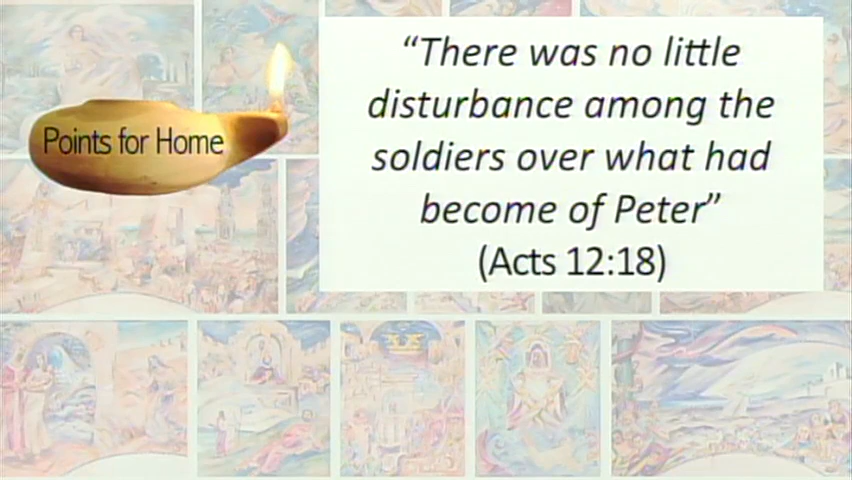 Points for Home
“There was no little
disturbance among the
soldiers over what had
become of Peter”
(Acts 12:18)